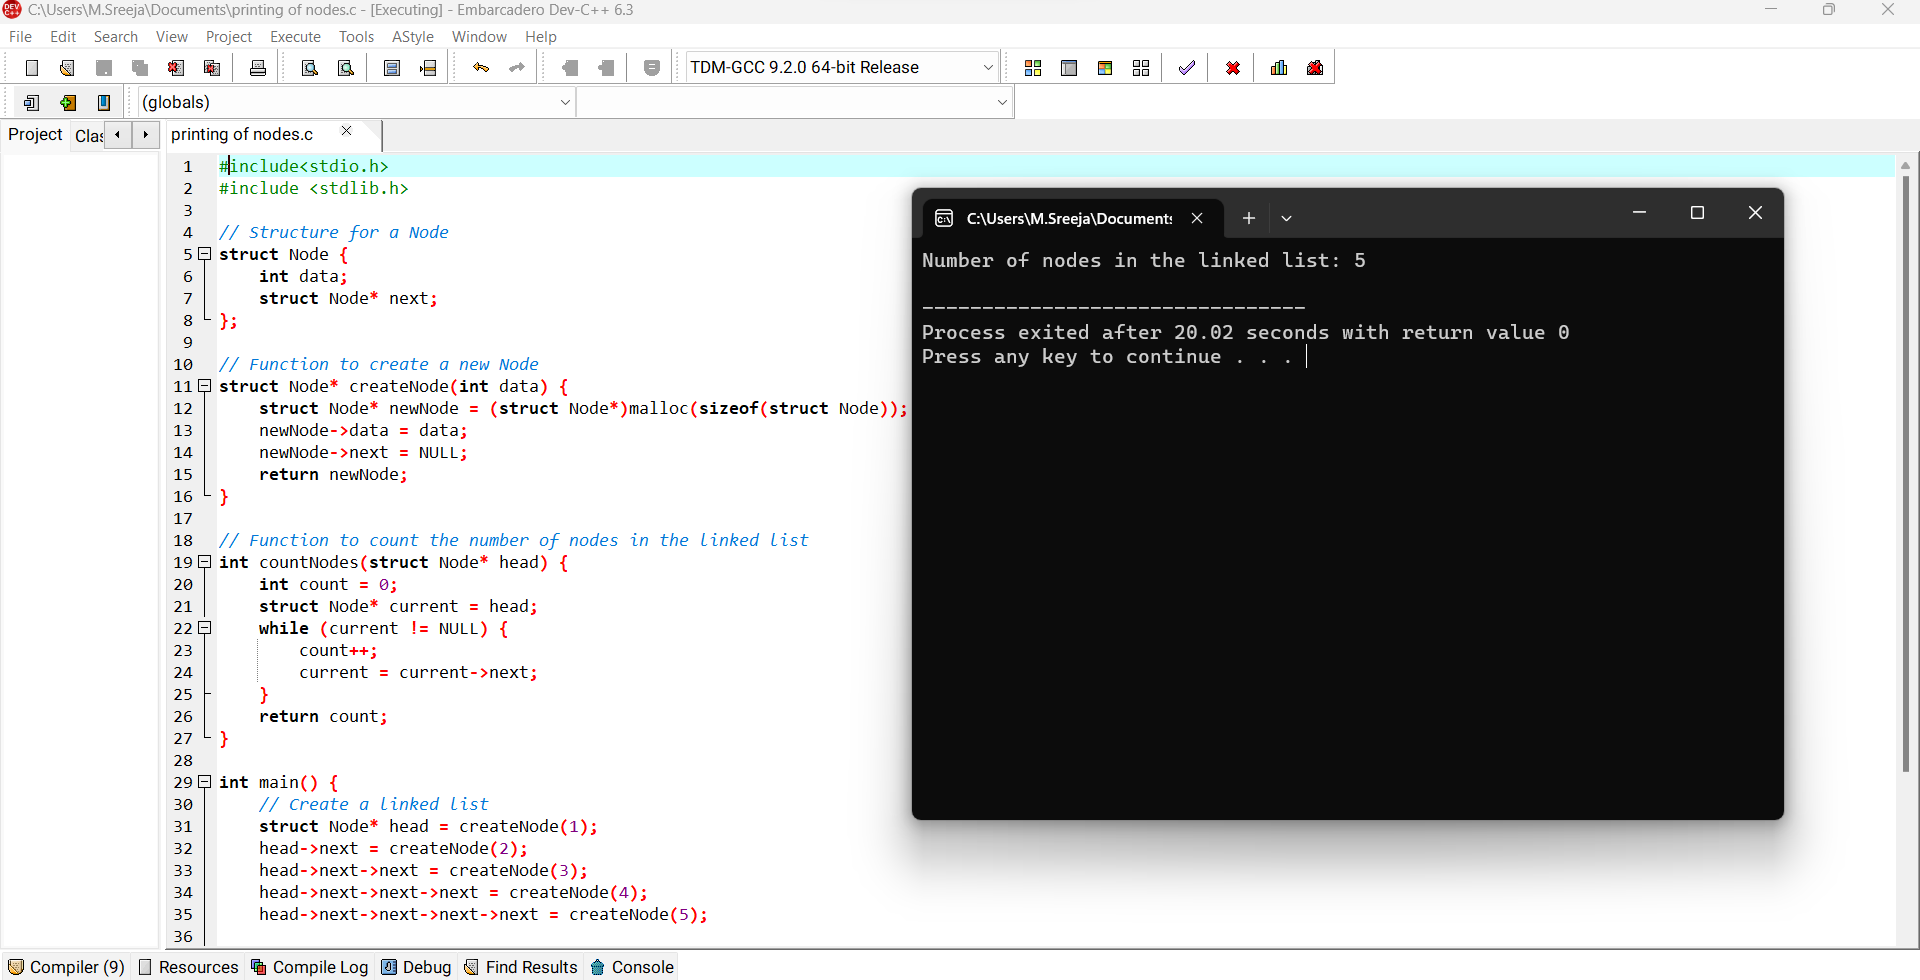 C:\Users\M.Sreeja\Documents\printing of nodes.c - [Executing] - Embarcadero Dev-C++ 6.3
File Edit Search View Project Execute Tools AStyle Window Help
TDM-GCC 9.2.0 64-bit Release
(globals)
Project Clas printing of nodes.c
1 #include<stdio.h>
2 #include <stdlib.h>
3
4 // Structure for a Node
5 struct Node {
6 int data;
7 struct Node* next;
8 };
9
10 // Function to create a new Node
11 struct Node* createNode(int data) {
12 struct Node* newNode = (struct Node*)malloc(sizeof(struct Node));
13 newNode->data = data;
14 newNode->next = NULL;
15 return newNode;
16 }
17
18 // Function to count the number of nodes in the linked list
19 int countNodes(struct Node* head) {
20 int count = 0;
21 struct Node* current = head;
22 while (current != NULL) {
23 count++;
24 current = current->next;
25 }
26 return count;
27 }
28
29 int main() {
30 // Create a linked list
31 struct Node* head = createNode(1);
32 head->next = createNode(2);
33 head->next->next = createNode(3);
34 head->next->next->next = createNode(4);
35 head->next->next->next->next = createNode(5);
36
C:\Users\M.Sreeja\Documents
Number of nodes in the linked list: 5
--------------------------------
Process exited after 20.02 seconds with return value 0
Press any key to continue . . .
Compiler (9) Resources Compile Log Debug Find Results Console